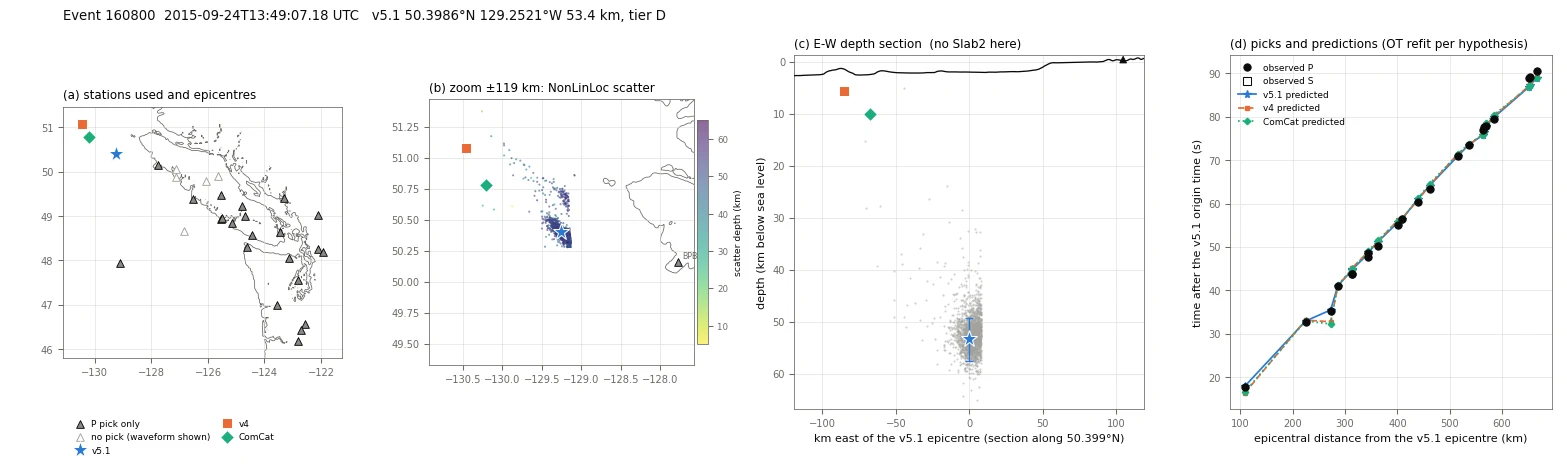 Event 160800  2015-09-24T13:49:07.18 UTC   v5.1 50.3986°N 129.2521°W 53.4 km, tier D
(a) stations used and epicentres
51
50
49
48
47
46
−130
−128
−126
−124
−122
P pick only
no pick (waveform shown)
v5.1
v4
ComCat
(b) zoom ±119 km: NonLinLoc scatter
51.25
51.00
50.75
50.50
50.25
50.00
49.75
49.50
−130.5
−130.0
−129.5
−129.0
−128.5
−128.0
60
50
40
30
20
10
scatter depth (km)
(c) E-W depth section  (no Slab2 here)
depth (km below sea level)
0
10
20
30
40
50
60
−100
−50
0
50
100
km east of the v5.1 epicentre (section along 50.399°N)
(d) picks and predictions (OT refit per hypothesis)
observed P
observed S
v5.1 predicted
v4 predicted
ComCat predicted
time after the v5.1 origin time (s)
90
80
70
60
50
40
30
20
100
200
300
400
500
600
epicentral distance from the v5.1 epicentre (km)